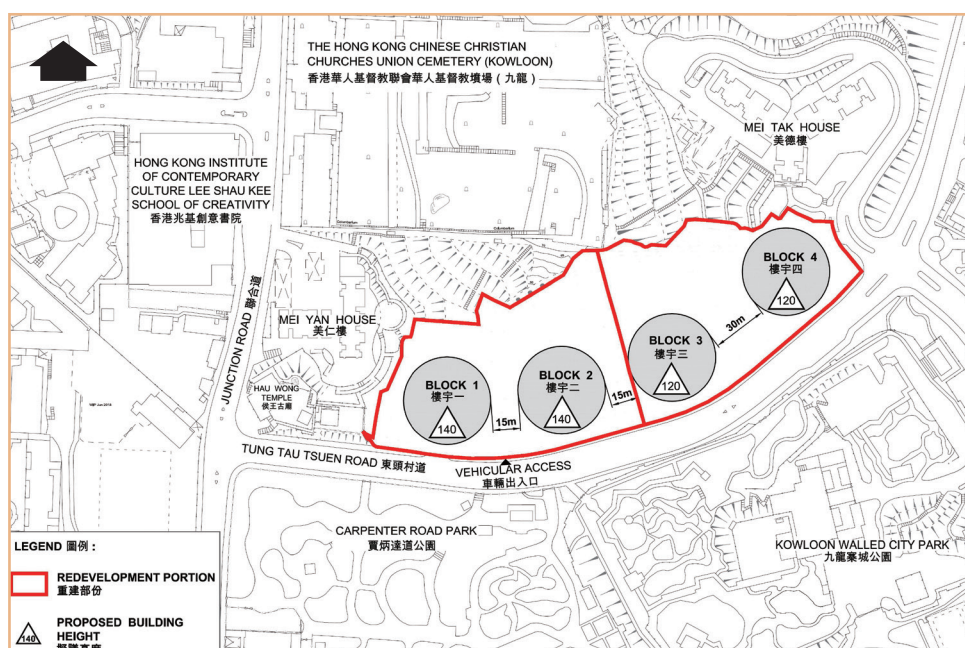 THE HONG KONG CHINESE CHRISTIAN
CHURCHES UNION CEMETERY (KOWLOON)
香港華人基督教聯會華人基督教墳場(九龍)
MEI TAK HOUSE
美德樓
HONG KONG INSTITUTE
OF CONTEMPORARY
CULTURE LEE SHAU KEE
SCHOOL OF CREATIVITY
香港兆基創意書院
Columbarium
Columbarium
JUNCTION ROAD 聯合道
MEI YAN HOUSE
美仁樓
HAU WONG
TEMPLE
侯王古廟
BLOCK 4
樓宇四
120
30m
BLOCK 3
樓宇三
120
BLOCK 2
樓宇二
140
15m
BLOCK 1
樓宇一
140
15m
TUNG TAU TSUEN ROAD 東頭村道
VEHICULAR ACCESS
車輛出入口
CARPENTER ROAD PARK
賈炳達道公園
KOWLOON WALLED CITY PARK
九龍寨城公園
LEGEND 圖例:
REDEVELOPMENT PORTION
重建部份
140
PROPOSED BUILDING
HEIGHT